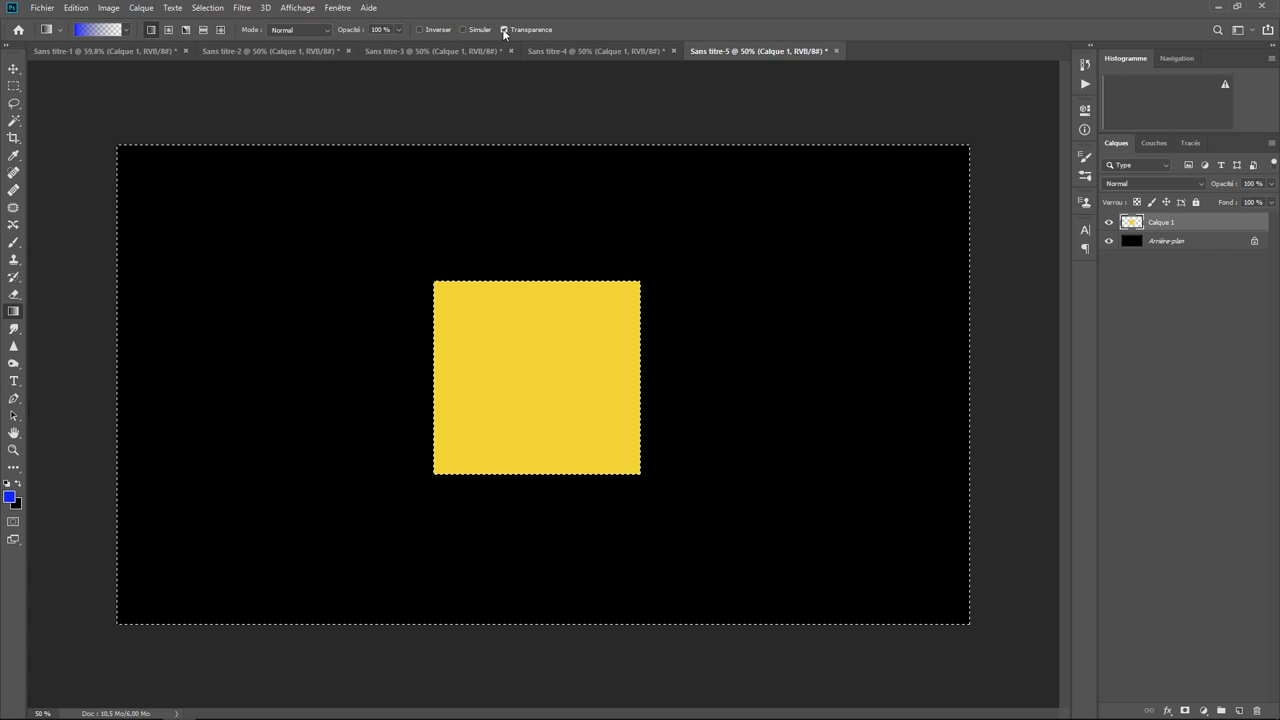 Ps Fichier Edition Image Calque Texte Sélection Filtre 3D Affichage Fenêtre Aide
Mode : Normal Opacité : 100 % Inverser Simuler Transparence
Sans titre-1 @ 59,8% (Calque 1, RVB/8#) * × Sans titre-2 @ 50% (Calque 1, RVB/8#) * × Sans titre-3 @ 50% (Calque 1, RVB/8#) * × Sans titre-4 @ 50% (Calque 1, RVB/8#) * × Sans titre-5 @ 50% (Calque 1, RVB/8#) * ×
Histogramme Navigation
Calques Couches Tracés
Type
Normal Opacité : 100 %
Verrou : Fond : 100 %
Calque 1
Arrière-plan
50 % Doc : 10,5 Mo/6,00 Mo